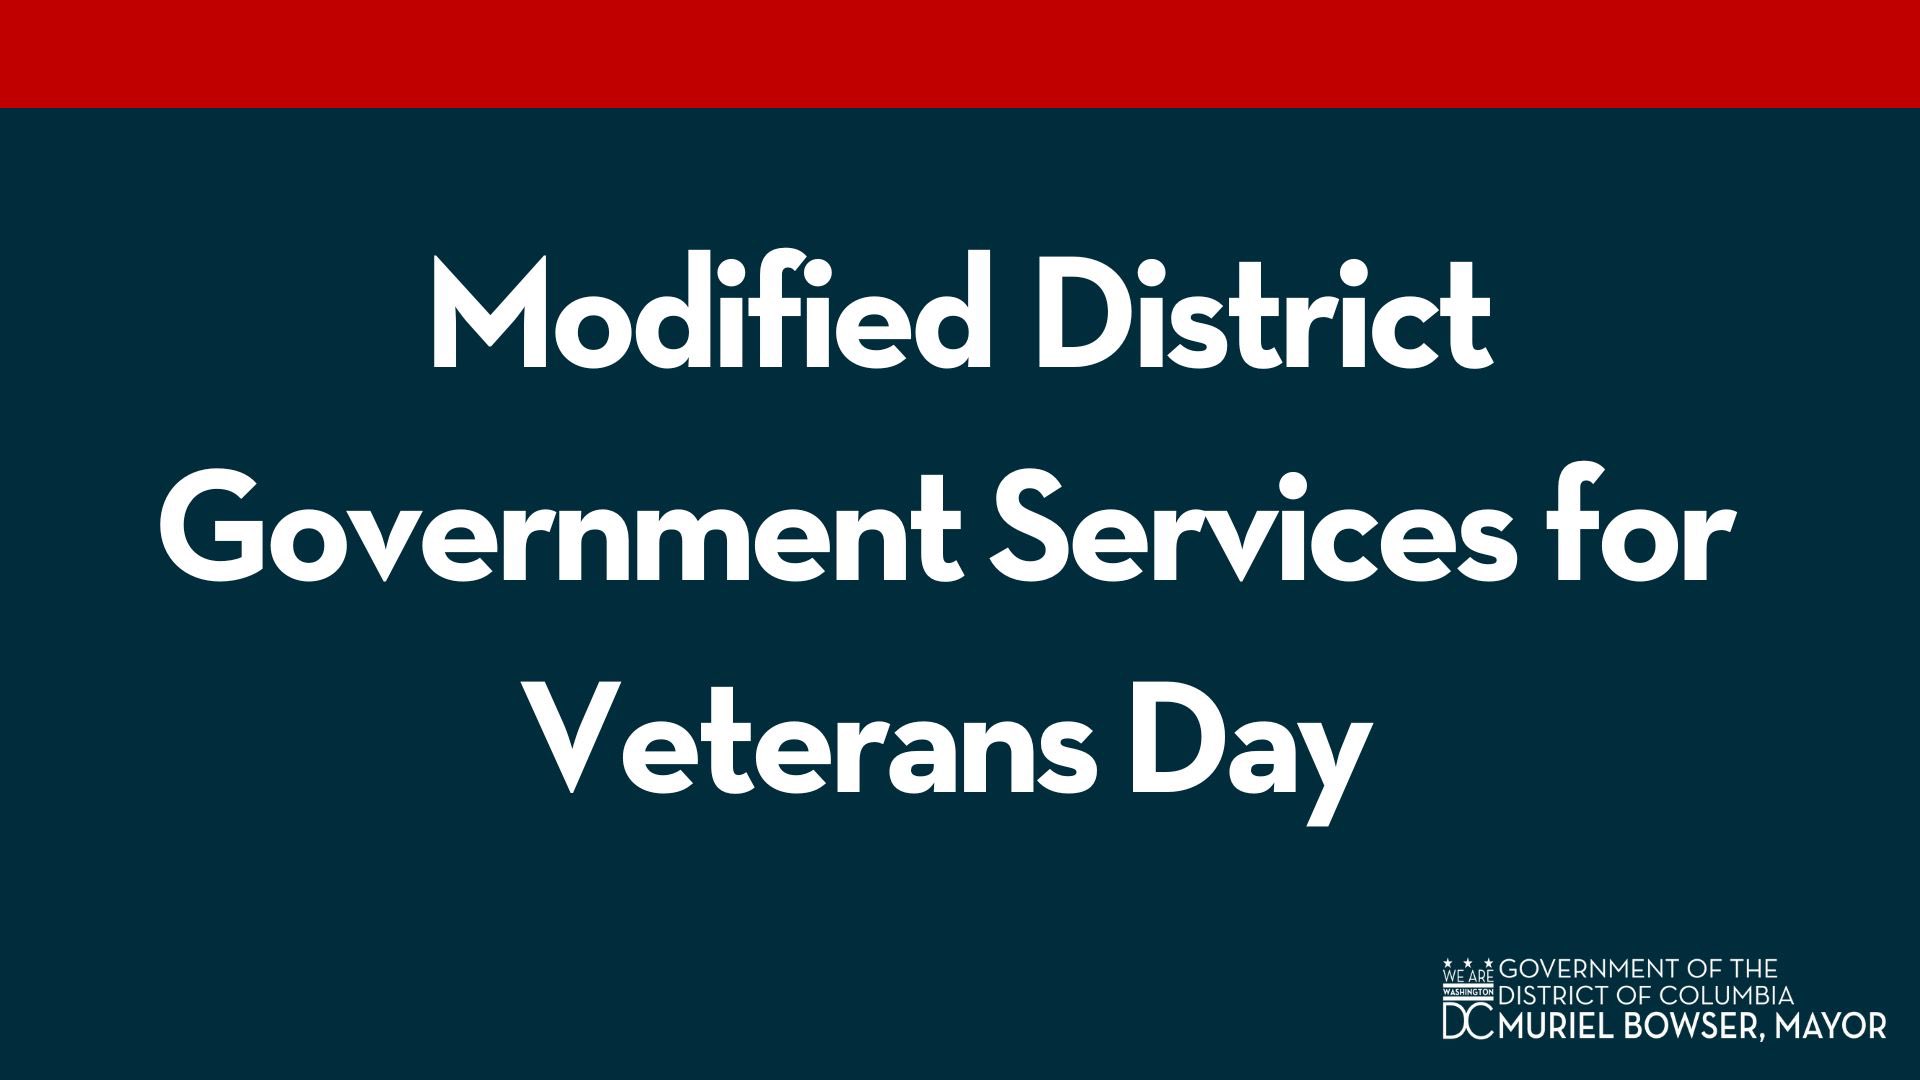 Modified District
Government Services for
Veterans Day
WE ARE
WASHINGTON
DC
GOVERNMENT OF THE
DISTRICT OF COLUMBIA
MURIEL BOWSER, MAYOR